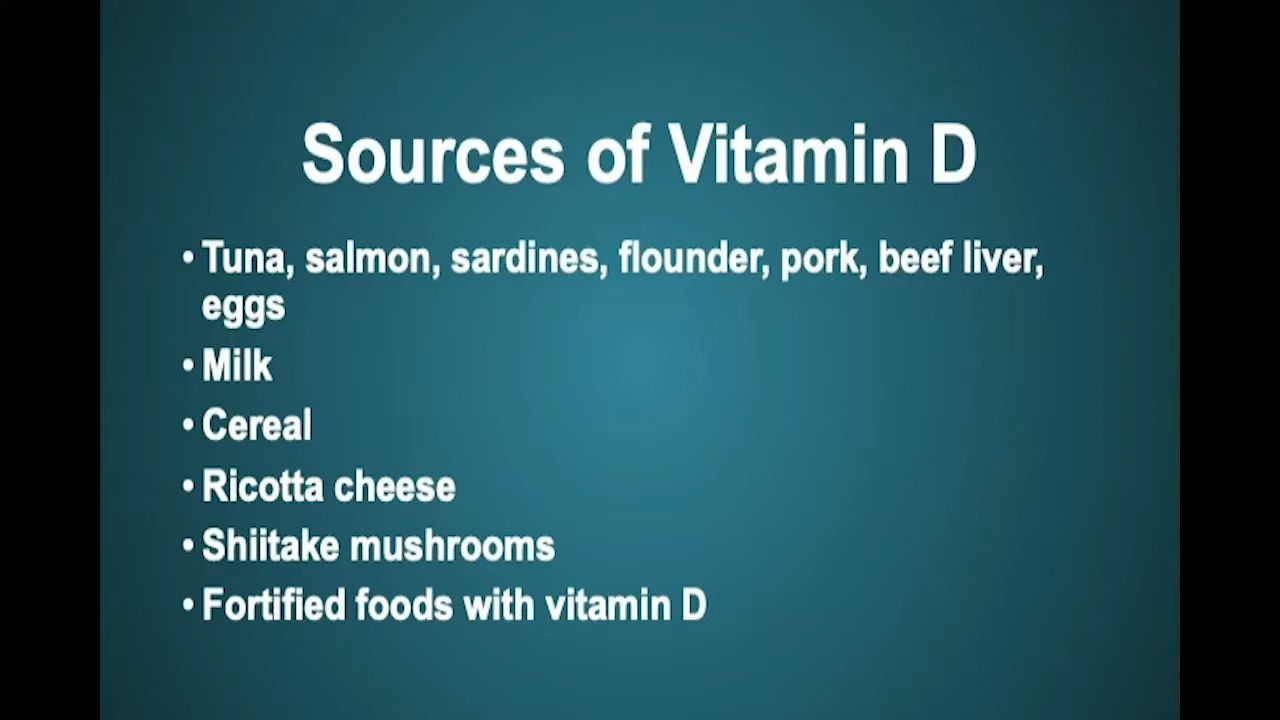 Sources of Vitamin D
• Tuna, salmon, sardines, flounder, pork, beef liver,
eggs
• Milk
• Cereal
• Ricotta cheese
• Shiitake mushrooms
• Fortified foods with vitamin D